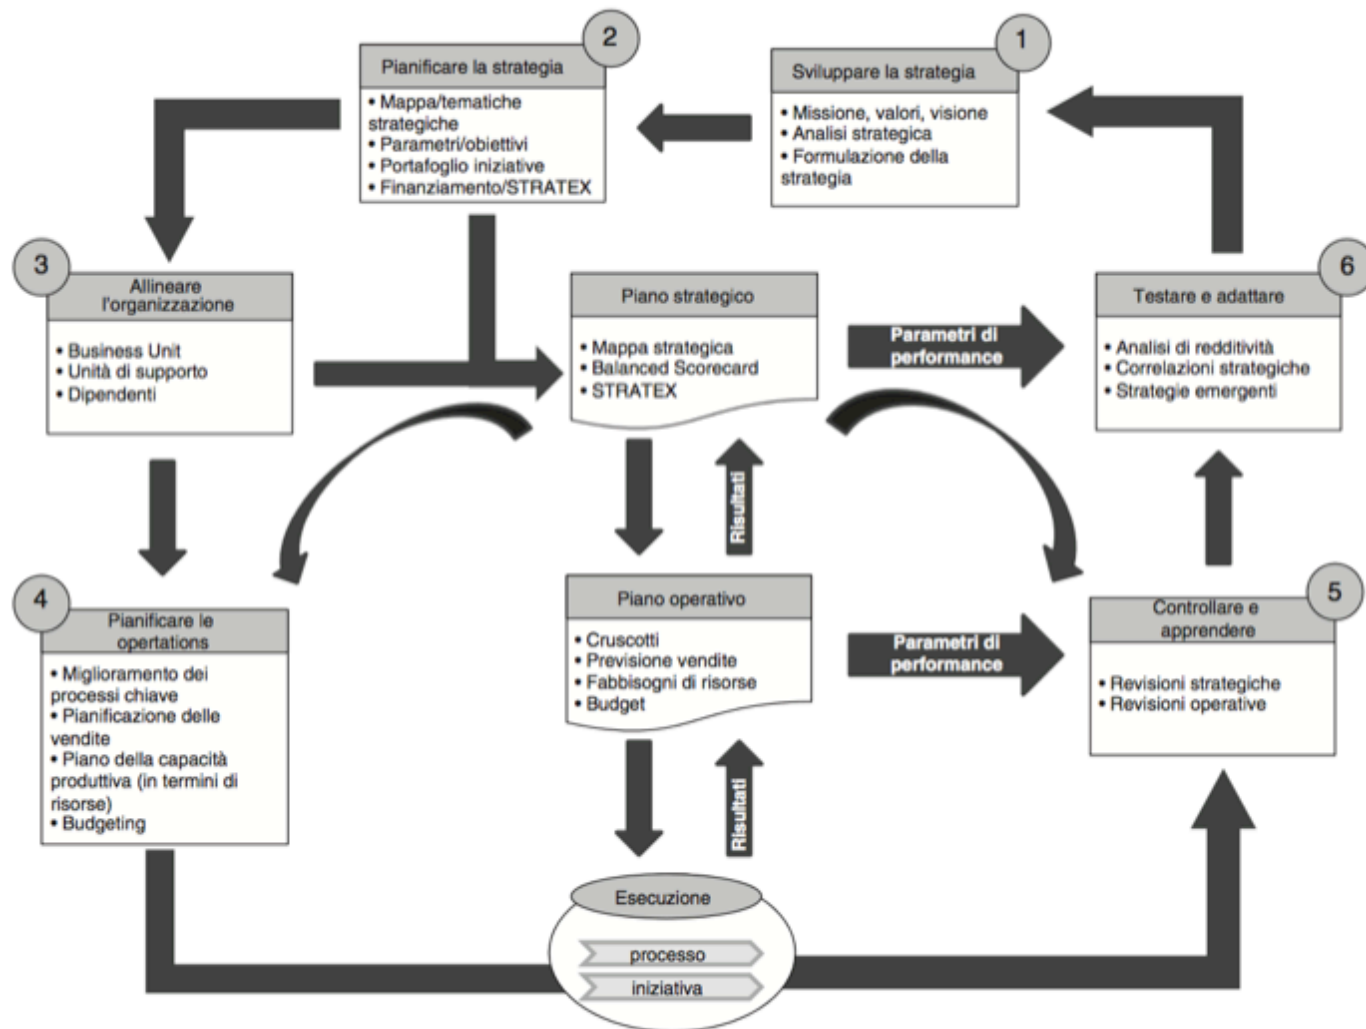 2
Pianificare la strategia
• Mappa/tematiche
strategiche
• Parametri/obiettivi
• Portafoglio iniziative
• Finanziamento/STRATEX
1
Sviluppare la strategia
• Missione, valori, visione
• Analisi strategica
• Formulazione della
strategia
3
Allineare
l'organizzazione
• Business Unit
• Unità di supporto
• Dipendenti
Piano strategico
• Mappa strategica
• Balanced Scorecard
• STRATEX
Parametri di
performance
6
Testare e adattare
• Analisi di redditività
• Correlazioni strategiche
• Strategie emergenti
Risultati
4
Pianificare le
opertations
• Miglioramento dei
processi chiave
• Pianificazione delle
vendite
• Piano della capacità
produttiva (in termini di
risorse)
• Budgeting
Piano operativo
• Cruscotti
• Previsione vendite
• Fabbisogni di risorse
• Budget
Parametri di
performance
5
Controllare e
apprendere
• Revisioni strategiche
• Revisioni operative
Risultati
Esecuzione
processo
iniziativa